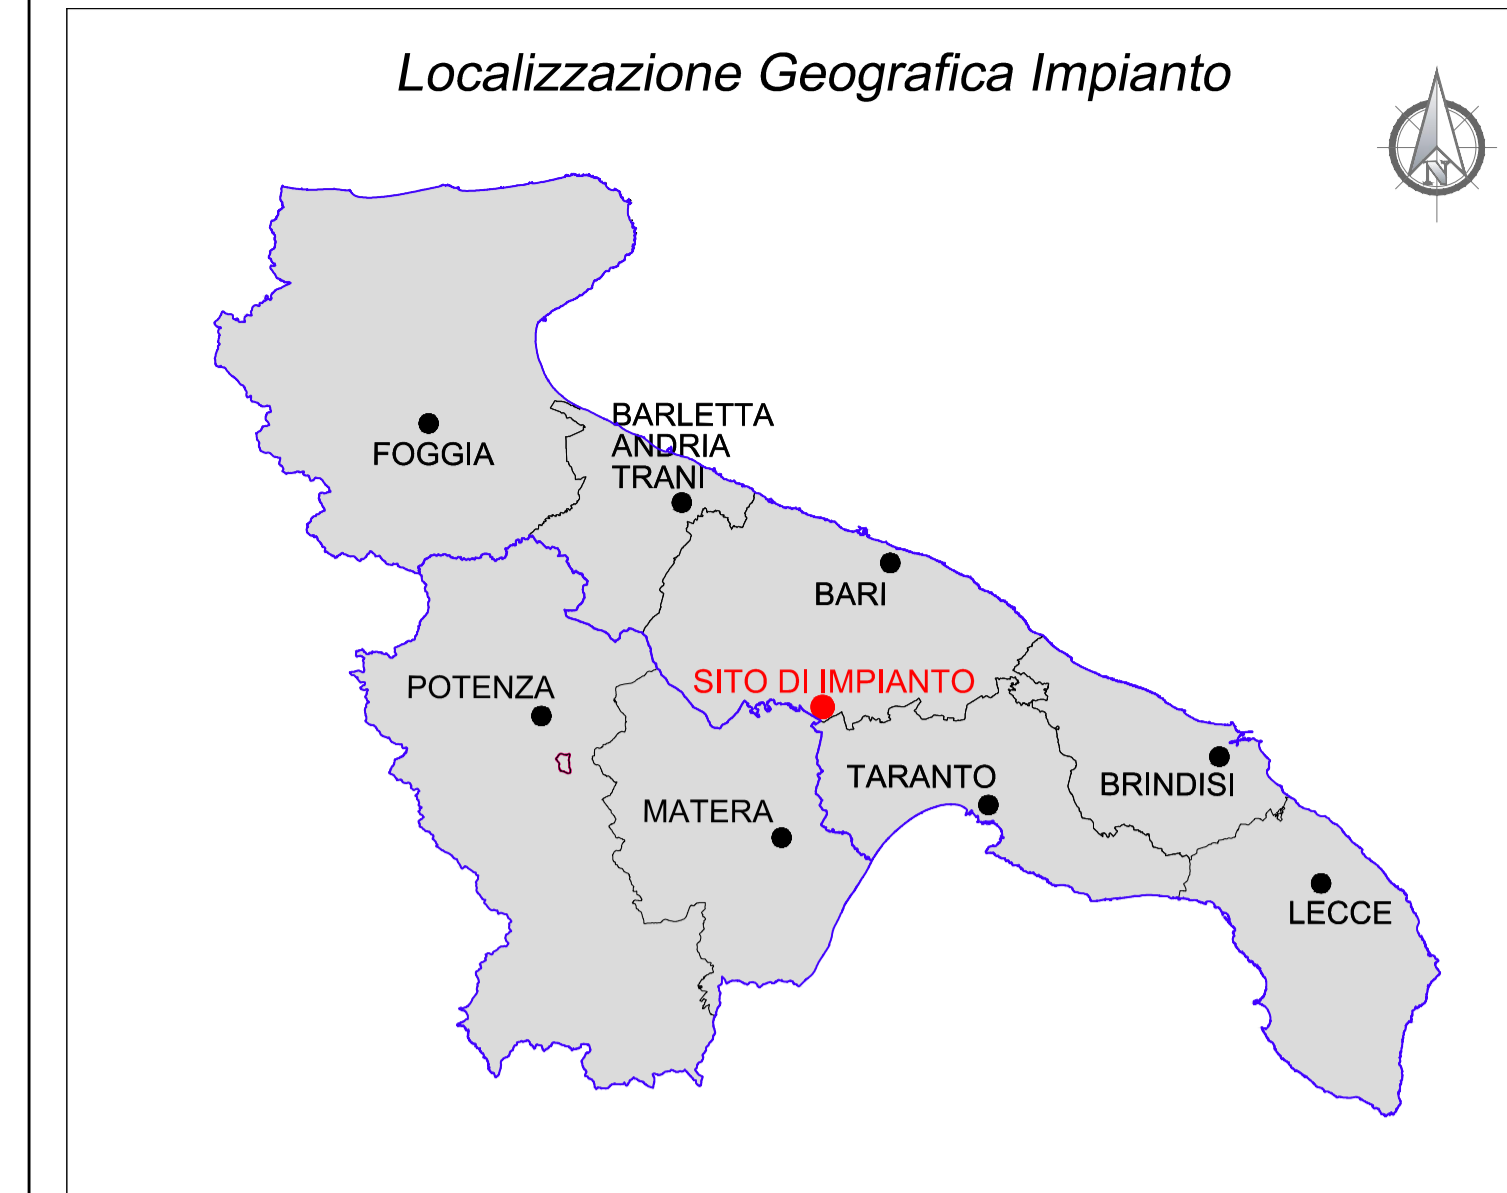 Localizzazione Geografica Impianto
N
BARLETTA
ANDRIA
TRANI
FOGGIA
BARI
SITO DI IMPIANTO
POTENZA
TARANTO
BRINDISI
MATERA
LECCE